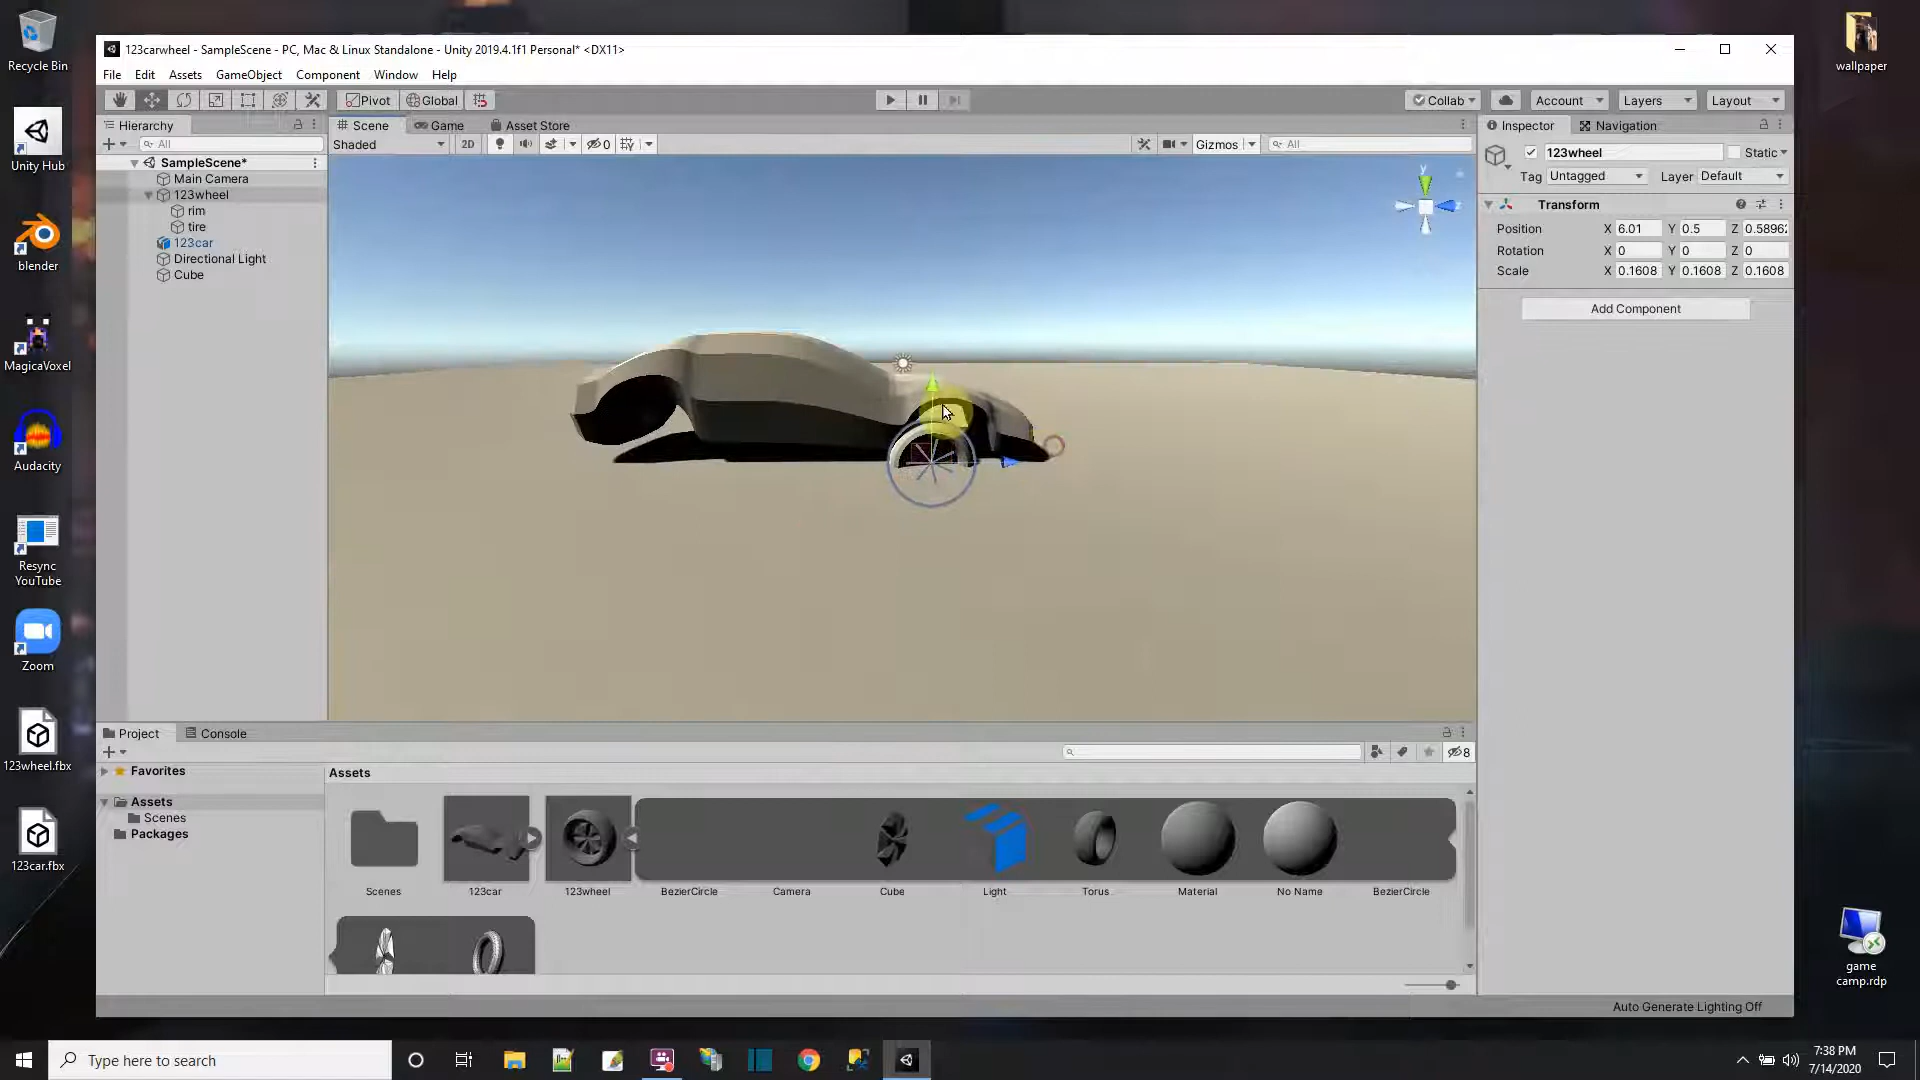 Recycle Bin
Unity Hub
blender
MagicaVoxel
Audacity
Resync
YouTube
Zoom
123wheel.fbx
123car.fbx
wallpaper
game
camp.rdp
123carwheel - SampleScene - PC, Mac & Linux Standalone - Unity 2019.4.1f1 Personal* <DX11>
File Edit Assets GameObject Component Window Help
Pivot Global
Collab Account Layers Layout
Hierarchy
All
SampleScene*
Main Camera
123wheel
rim
tire
123car
Directional Light
Cube
Scene Game Asset Store
Shaded 2D 0 Gizmos All
y
z
Inspector Navigation
123wheel Static
Tag Untagged Layer Default
Transform
Position X 6.01 Y 0.5 Z 0.5896
Rotation X 0 Y 0 Z 0
Scale X 0.1608 Y 0.1608 Z 0.1608
Add Component
Project Console
8
Favorites
Assets
Scenes
Packages
Assets
Scenes 123car 123wheel BezierCircle Camera Cube Light Torus Material No Name BezierCircle
Auto Generate Lighting Off
Type here to search
7:38 PM
7/14/2020